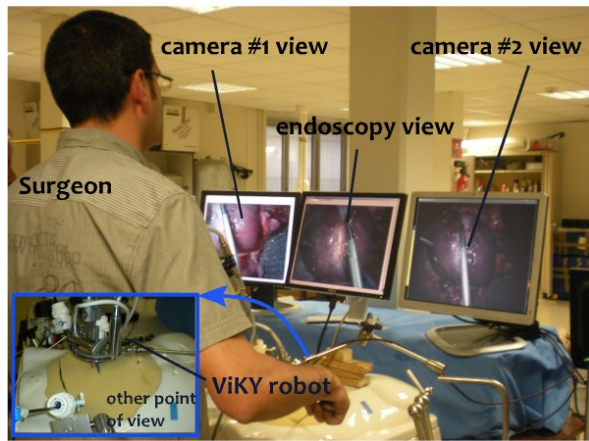 camera #1 view
camera #2 view
endoscopy view
Surgeon
ViKY robot
other point
of view